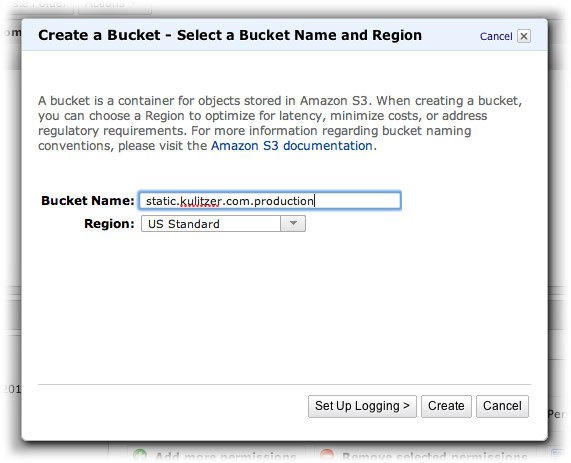 Create a Bucket - Select a Bucket Name and Region
Cancel
A bucket is a container for objects stored in Amazon S3. When creating a bucket,
you can choose a Region to optimize for latency, minimize costs, or address
regulatory requirements. For more information regarding bucket naming
conventions, please visit the Amazon S3 documentation.
Bucket Name: static.kulitzer.com.production
Region: US Standard
Set Up Logging > Create Cancel
Add more permissions Remove selected permissions